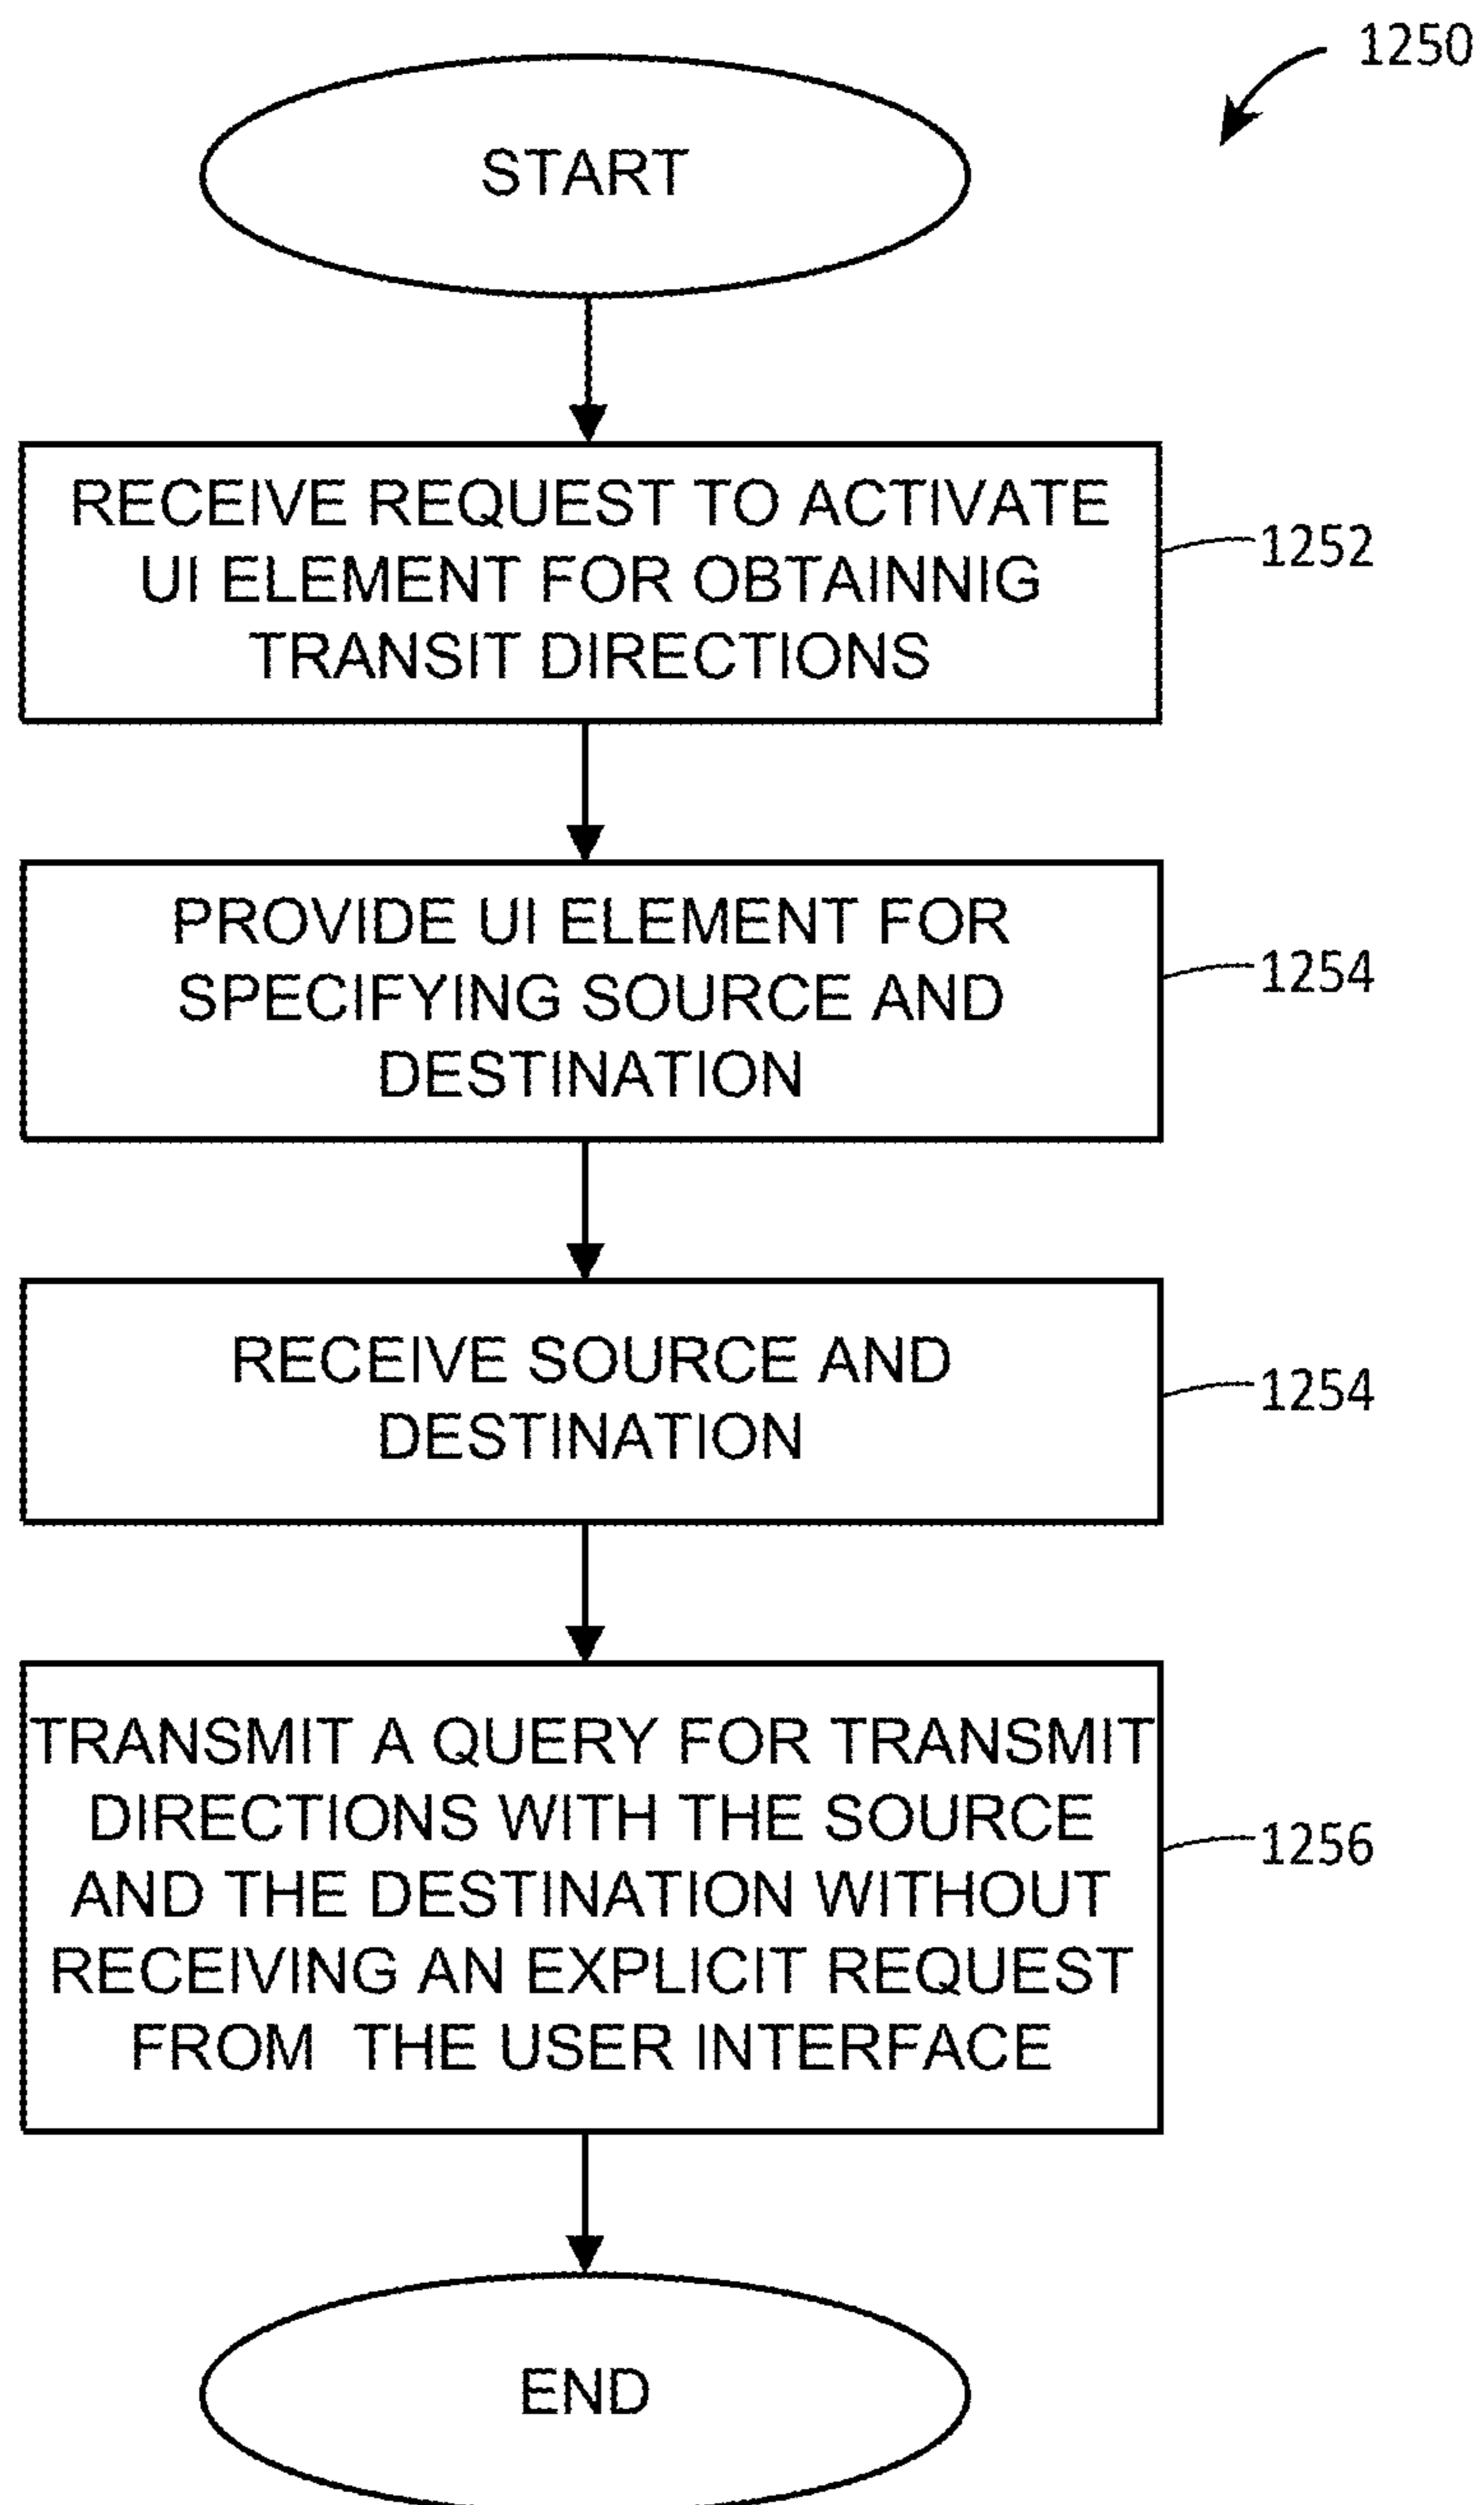 1250
START
RECEIVE REQUEST TO ACTIVATE
UI ELEMENT FOR OBTAINNIG
TRANSIT DIRECTIONS
1252
PROVIDE UI ELEMENT FOR
SPECIFYING SOURCE AND
DESTINATION
1254
RECEIVE SOURCE AND
DESTINATION
1254
TRANSMIT A QUERY FOR TRANSMIT
DIRECTIONS WITH THE SOURCE
AND THE DESTINATION WITHOUT
RECEIVING AN EXPLICIT REQUEST
FROM THE USER INTERFACE
1256
END